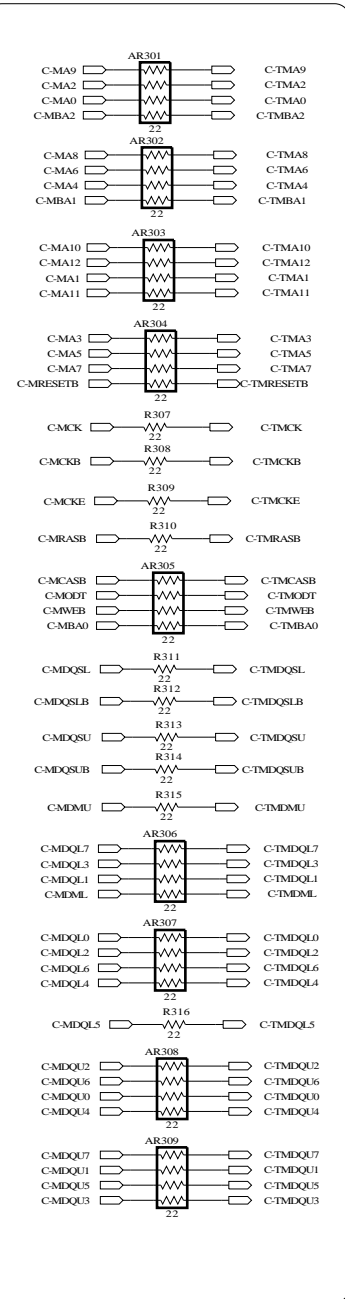 AR301
C-MA9 C-TMA9
C-MA2 C-TMA2
C-MA0 C-TMA0
C-MBA2 C-TMBA2
22
AR302
C-MA8 C-TMA8
C-MA6 C-TMA6
C-MA4 C-TMA4
C-MBA1 C-TMBA1
22
AR303
C-MA10 C-TMA10
C-MA12 C-TMA12
C-MA1 C-TMA1
C-MA11 C-TMA11
22
AR304
C-MA3 C-TMA3
C-MA5 C-TMA5
C-MA7 C-TMA7
C-MRESETB C-TMRESETB
22
R307
C-MCK C-TMCK
22
R308
C-MCKB C-TMCKB
22
R309
C-MCKE C-TMCKE
22
R310
C-MRASB C-TMRASB
22
AR305
C-MCASB C-TMCASB
C-MODT C-TMODT
C-MWEB C-TMWEB
C-MBA0 C-TMBA0
22
R311
C-MDQSL C-TMDQSL
22
R312
C-MDQSLB C-TMDQSLB
22
R313
C-MDQSU C-TMDQSU
22
R314
C-MDQSUB C-TMDQSUB
22
R315
C-MDMU C-TMDMU
22
AR306
C-MDQL7 C-TMDQL7
C-MDQL3 C-TMDQL3
C-MDQL1 C-TMDQL1
C-MDML C-TMDML
22
AR307
C-MDQL0 C-TMDQL0
C-MDQL2 C-TMDQL2
C-MDQL6 C-TMDQL6
C-MDQL4 C-TMDQL4
22
R316
C-MDQL5 C-TMDQL5
22
AR308
C-MDQU2 C-TMDQU2
C-MDQU6 C-TMDQU6
C-MDQU0 C-TMDQU0
C-MDQU4 C-TMDQU4
22
AR309
C-MDQU7 C-TMDQU7
C-MDQU1 C-TMDQU1
C-MDQU5 C-TMDQU5
C-MDQU3 C-TMDQU3
22